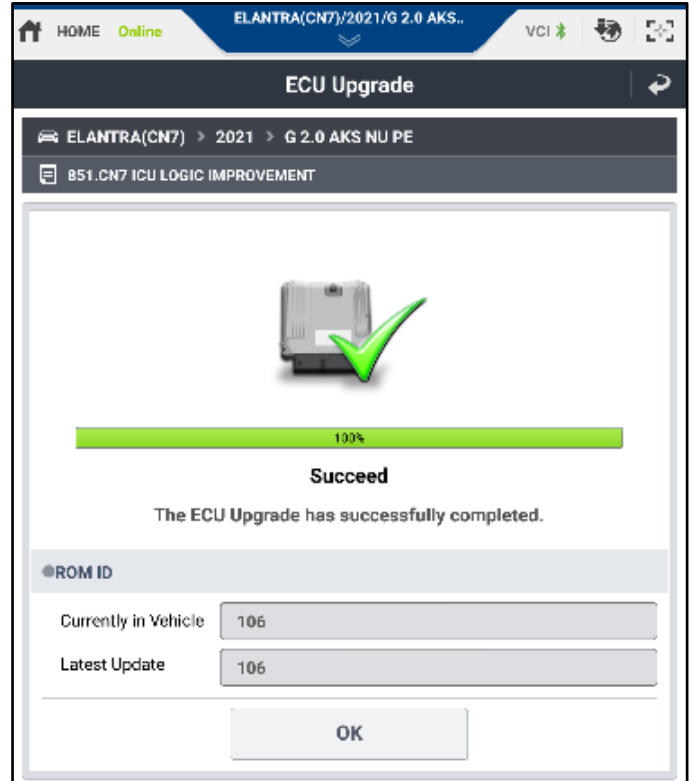 HOME Online ELANTRA(CN7)/2021/G 2.0 AKS.. VCI
ECU Upgrade
ELANTRA(CN7) > 2021 > G 2.0 AKS NU PE
851.CN7 ICU LOGIC IMPROVEMENT
100%
Succeed
The ECU Upgrade has successfully completed.
ROM ID
Currently in Vehicle 106
Latest Update 106
OK